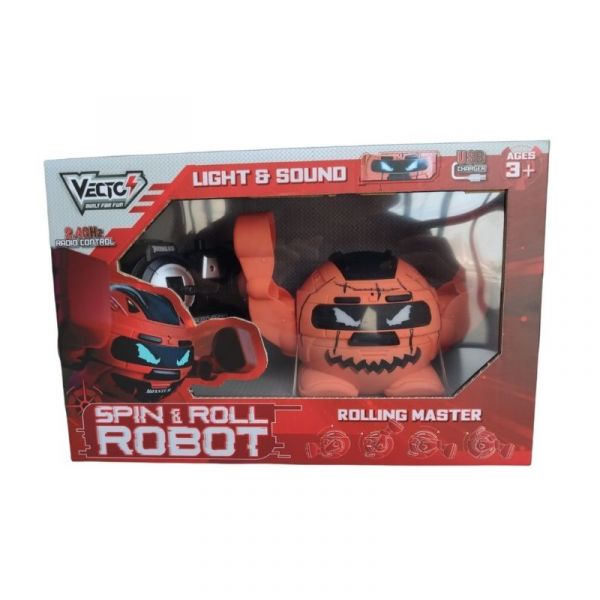 VECTO
BUILT FOR FUN
2.4GHz
RADIO CONTROL
LIGHT & SOUND
USB
CHARGER
AGES
3+
SPIN & ROLL
ROBOT
ROLLING MASTER